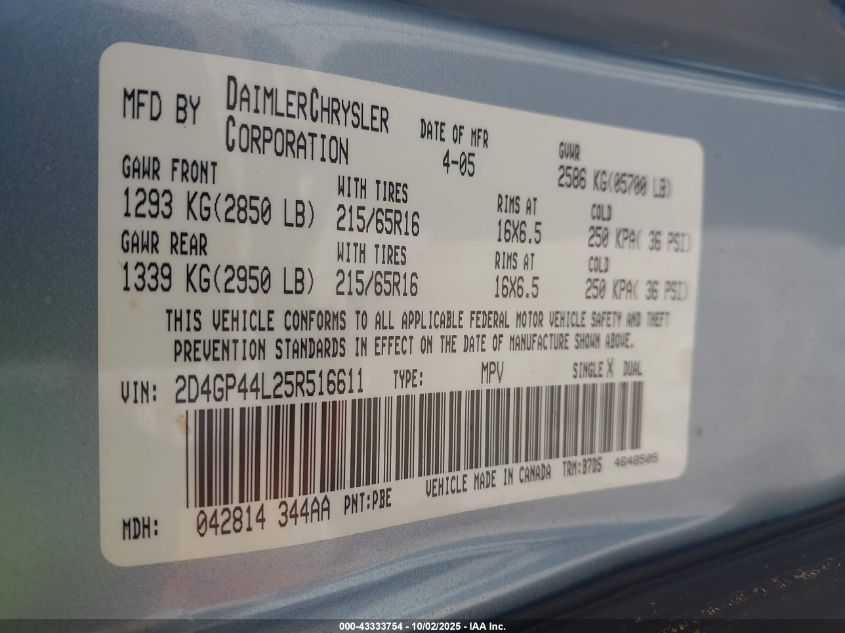 MFD BY DAIMLERCHRYSLER CORPORATION
DATE OF MFR 4-05
GVWR 2586 KG(05700 LB)
GAWR FRONT 1293 KG(2850 LB)
WITH TIRES 215/65R16
RIMS AT 16X6.5
COLD 250 KPA( 36 PSI)
GAWR REAR 1339 KG(2950 LB)
WITH TIRES 215/65R16
RIMS AT 16X6.5
COLD 250 KPA( 36 PSI)
THIS VEHICLE CONFORMS TO ALL APPLICABLE FEDERAL MOTOR VEHICLE SAFETY AND THEFT
PREVENTION STANDARDS IN EFFECT ON THE DATE OF MANUFACTURE SHOWN ABOVE.
VIN: 2D4GP44L25R516611 TYPE: MPV SINGLE X DUAL
MDH: 042814 344AA PNT:PBE VEHICLE MADE IN CANADA TRM:B7D5 4648505
000-43333754 - 10/02/2025 - IAA Inc.